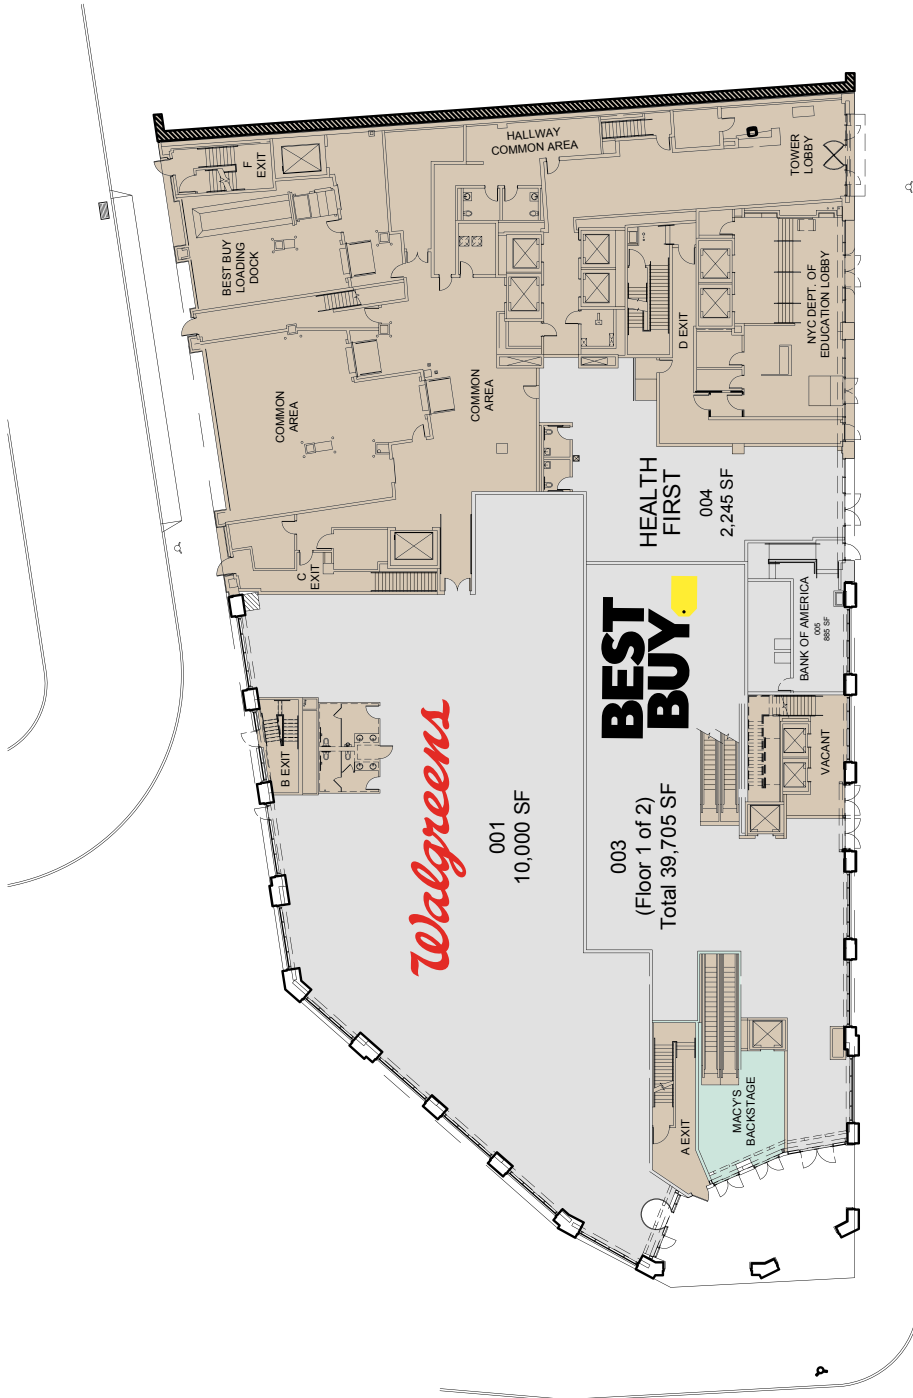 HALLWAY
COMMON AREA
F
EXIT
TOWER
LOBBY
BEST BUY
LOADING
DOCK
NYC DEPT. OF
EDUCATION LOBBY
D EXIT
COMMON
AREA
COMMON
AREA
HEALTH
FIRST
004
2,245 SF
C
EXIT
BANK OF AMERICA
005
885 SF
BEST
BUY
Walgreens
001
10,000 SF
B EXIT
VACANT
003
(Floor 1 of 2)
Total 39,705 SF
A EXIT
MACY'S
BACKSTAGE